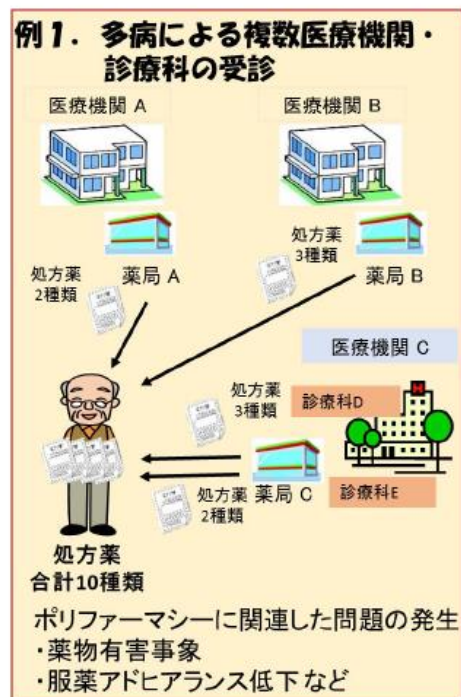 例1. 多病による複数医療機関・
診療科の受診
医療機関 A
医療機関 B
処方薬
2種類
薬局 A
処方薬
3種類
薬局 B
医療機関 C
処方薬
3種類
診療科D
処方薬
2種類
薬局 C
診療科E
処方薬
合計10種類
ポリファーマシーに関連した問題の発生
・薬物有害事象
・服薬アドヒアランス低下など